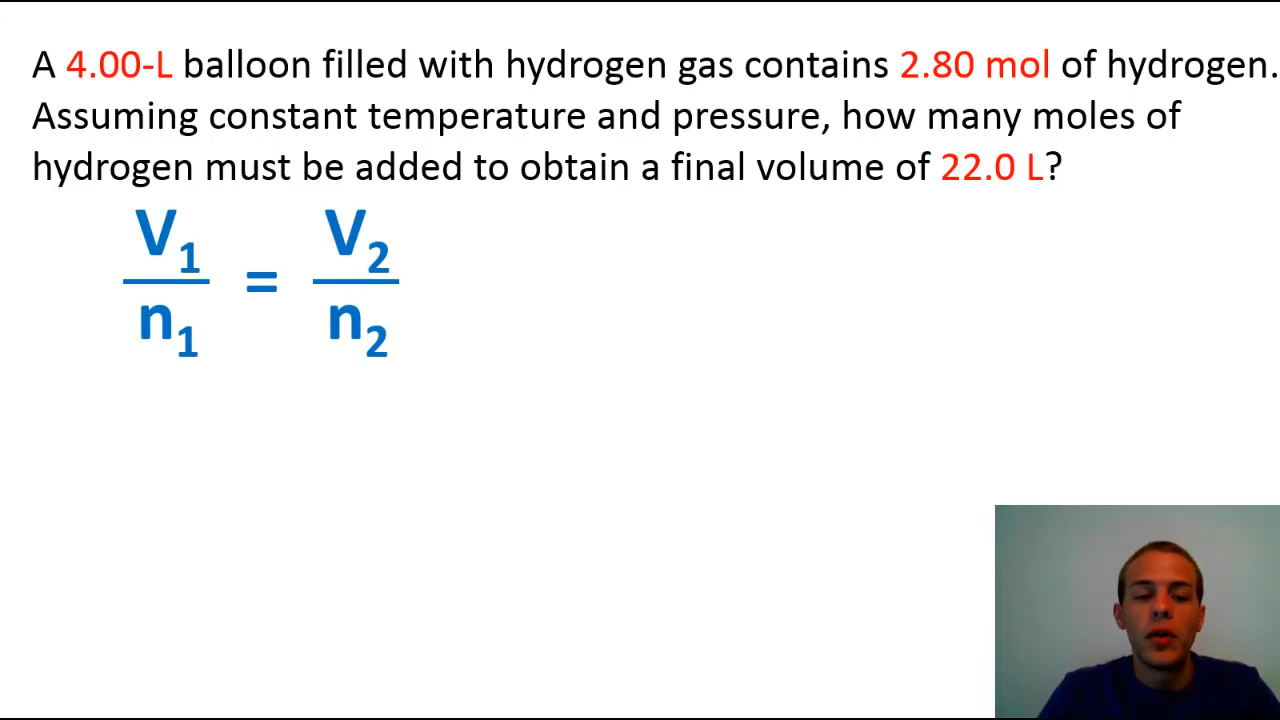 A 4.00-L balloon filled with hydrogen gas contains 2.80 mol of hydrogen.
Assuming constant temperature and pressure, how many moles of
hydrogen must be added to obtain a final volume of 22.0 L?
V₁ = V₂
n₁ n₂